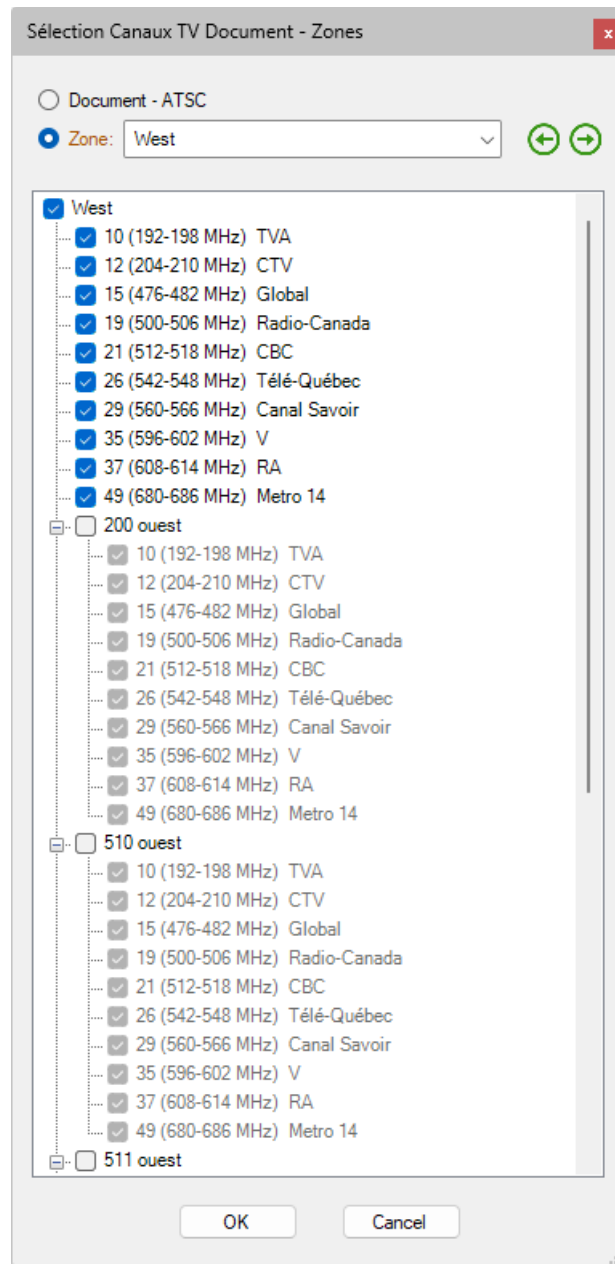 Sélection Canaux TV Document - Zones
x
Document - ATSC
Zone: West
West
10 (192-198 MHz) TVA
12 (204-210 MHz) CTV
15 (476-482 MHz) Global
19 (500-506 MHz) Radio-Canada
21 (512-518 MHz) CBC
26 (542-548 MHz) Télé-Québec
29 (560-566 MHz) Canal Savoir
35 (596-602 MHz) V
37 (608-614 MHz) RA
49 (680-686 MHz) Metro 14
200 ouest
10 (192-198 MHz) TVA
12 (204-210 MHz) CTV
15 (476-482 MHz) Global
19 (500-506 MHz) Radio-Canada
21 (512-518 MHz) CBC
26 (542-548 MHz) Télé-Québec
29 (560-566 MHz) Canal Savoir
35 (596-602 MHz) V
37 (608-614 MHz) RA
49 (680-686 MHz) Metro 14
510 ouest
10 (192-198 MHz) TVA
12 (204-210 MHz) CTV
15 (476-482 MHz) Global
19 (500-506 MHz) Radio-Canada
21 (512-518 MHz) CBC
26 (542-548 MHz) Télé-Québec
29 (560-566 MHz) Canal Savoir
35 (596-602 MHz) V
37 (608-614 MHz) RA
49 (680-686 MHz) Metro 14
511 ouest
OK Cancel